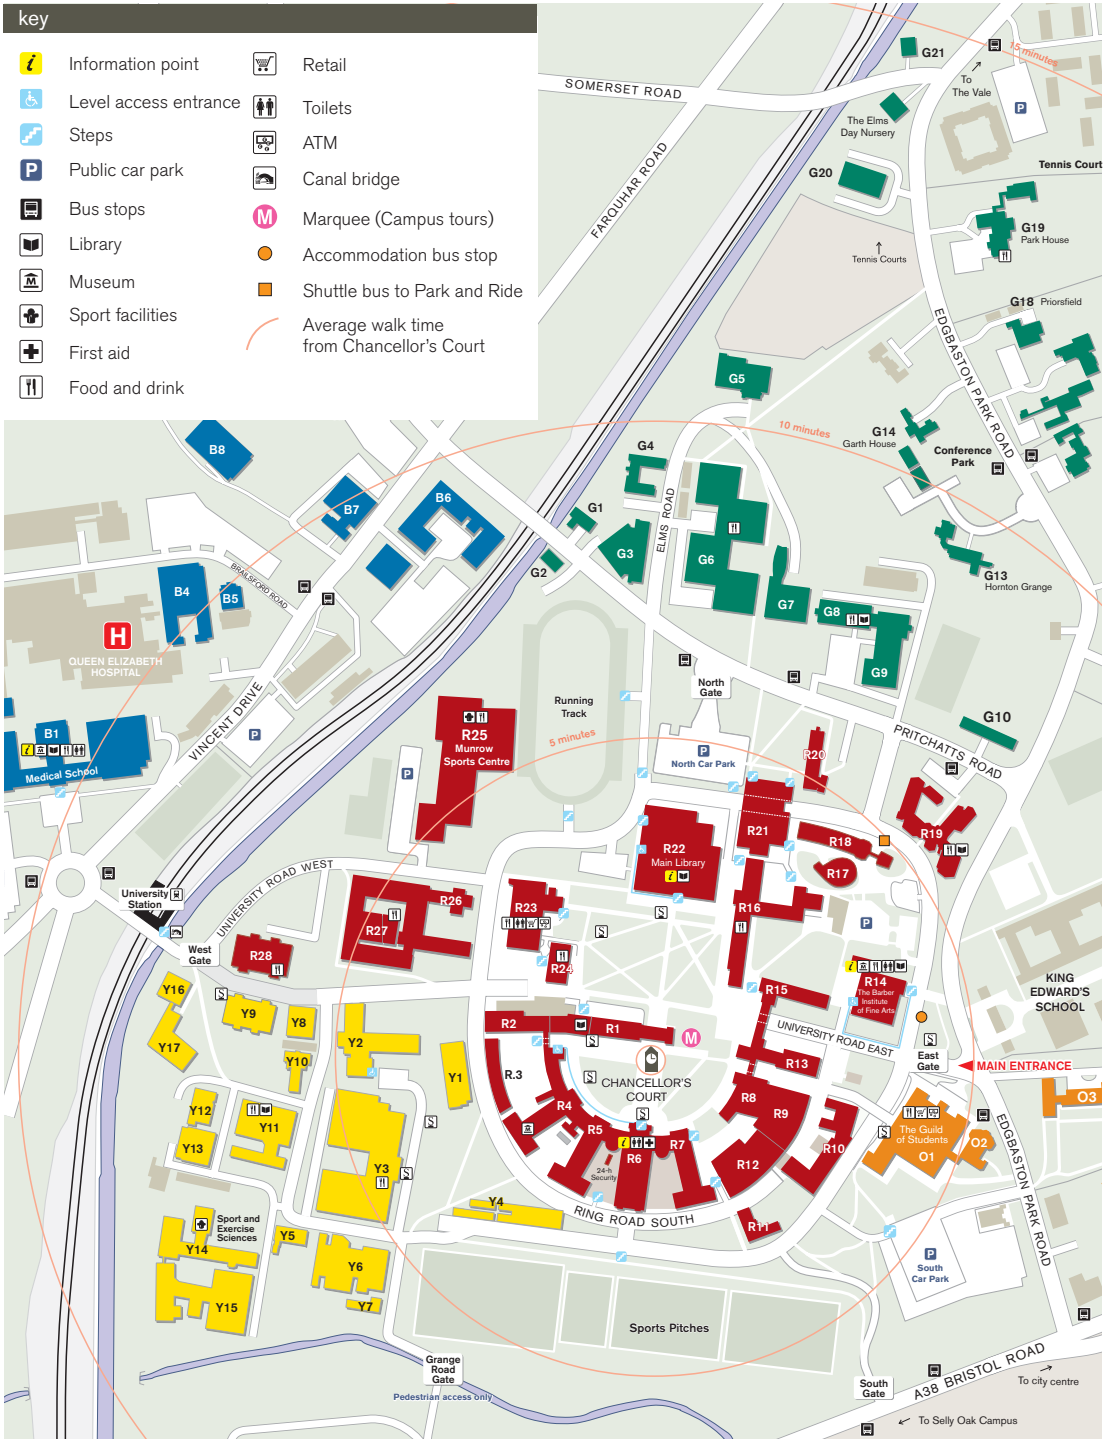 key
Information point
Level access entrance
Steps
P Public car park
Bus stops
Library
M Museum
Sport facilities
First aid
Food and drink
Retail
Toilets
ATM
Canal bridge
M Marquee (Campus tours)
Accommodation bus stop
Shuttle bus to Park and Ride
Average walk time
from Chancellor's Court
G21
15 minutes
To
The Vale
SOMERSET ROAD
P
The Elms
Day Nursery
FARQUHAR ROAD
Tennis Court
G20
G19
Park House
Tennis Courts
G18 Priorsfield
EDGBASTON PARK ROAD
G5
G14
Garth House
10 minutes
Conference
Park
B8
G4
B7
B6
G1
ELMS ROAD
G3
G6
G2
G13
Hornton Grange
BRAILSFORD ROAD
B4
B5
G7
G8
H
QUEEN ELIZABETH
HOSPITAL
G9
North
Gate
Running
Track
VINCENT DRIVE
G10
B1
Medical School
P
R25
Munrow
Sports Centre
5 minutes
PRITCHATTS ROAD
P
North Car Park
R20
P
R21
R18
R19
R22
Main Library
R17
University
Station
UNIVERSITY ROAD WEST
R26
R23
R16
R27
P
West
Gate
R28
R24
R14
The Barber
Institute
of Fine Arts
KING
EDWARD'S
SCHOOL
Y16
R15
Y9
Y8
R2
R1
M
UNIVERSITY ROAD EAST
Y17
Y2
East
Gate
MAIN ENTRANCE
Y10
Y1
R.3
CHANCELLOR'S
COURT
R13
R8
O3
Y12
R4
R9
Y11
R5
R7
The Guild
of Students
O1
O2
EDGBASTON PARK ROAD
Y13
R6
R10
24-h
Security
R12
Y3
Y4
RING ROAD SOUTH
R11
Sport and
Exercise
Sciences
Y14
Y5
P
South
Car Park
Y6
Y15
Y7
Sports Pitches
Grange
Road
Gate
Pedestrian access only
South
Gate
A38 BRISTOL ROAD
To city centre
To Selly Oak Campus